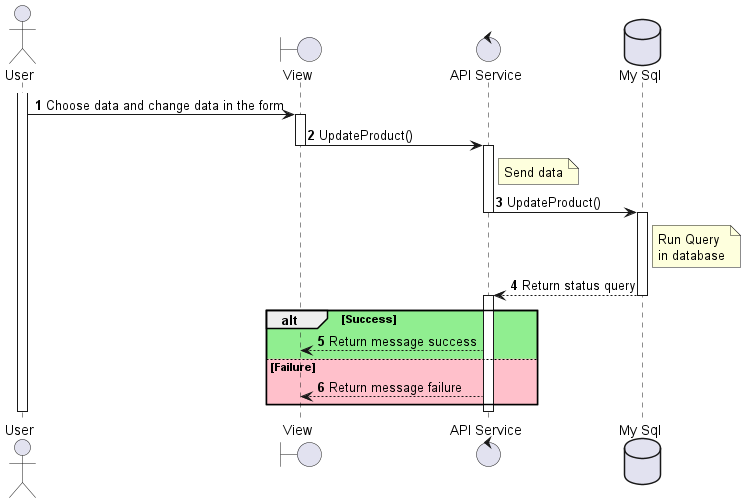 User
View
API Service
My Sql
1 Choose data and change data in the form
2 UpdateProduct()
Send data
3 UpdateProduct()
Run Query
in database
4 Return status query
alt [Success]
5 Return message success
[Failure]
6 Return message failure
User
View
API Service
My Sql